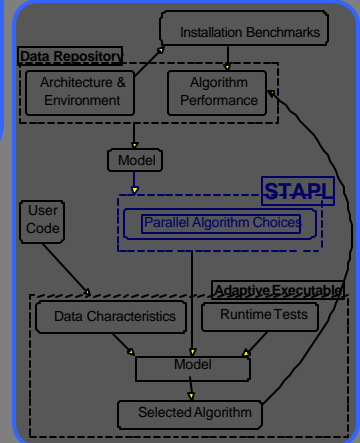 Installation Benchmarks
Data Repository
Architecture &
Environment
Algorithm
Performance
Model
STAPL
User
Code
Parallel Algorithm Choices
Adaptive Executable
Data Characteristics
Runtime Tests
Model
Selected Algorithm